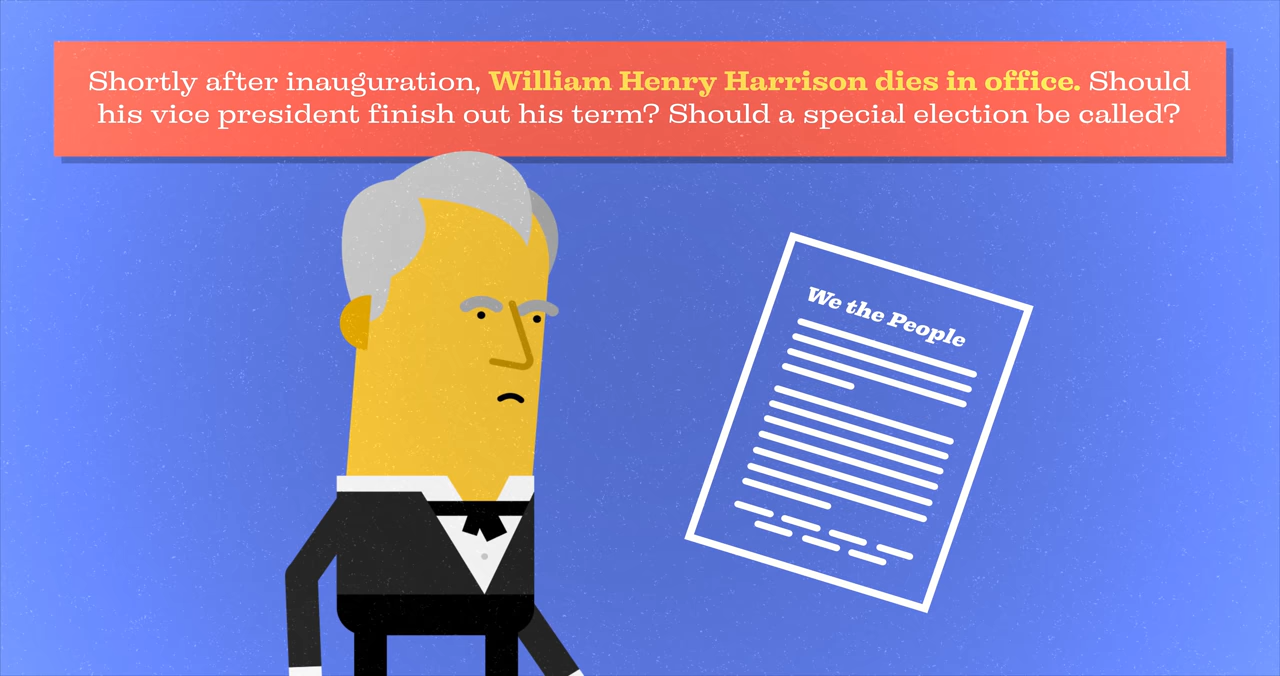 Shortly after inauguration, William Henry Harrison dies in office. Should
his vice president finish out his term? Should a special election be called?
We the People